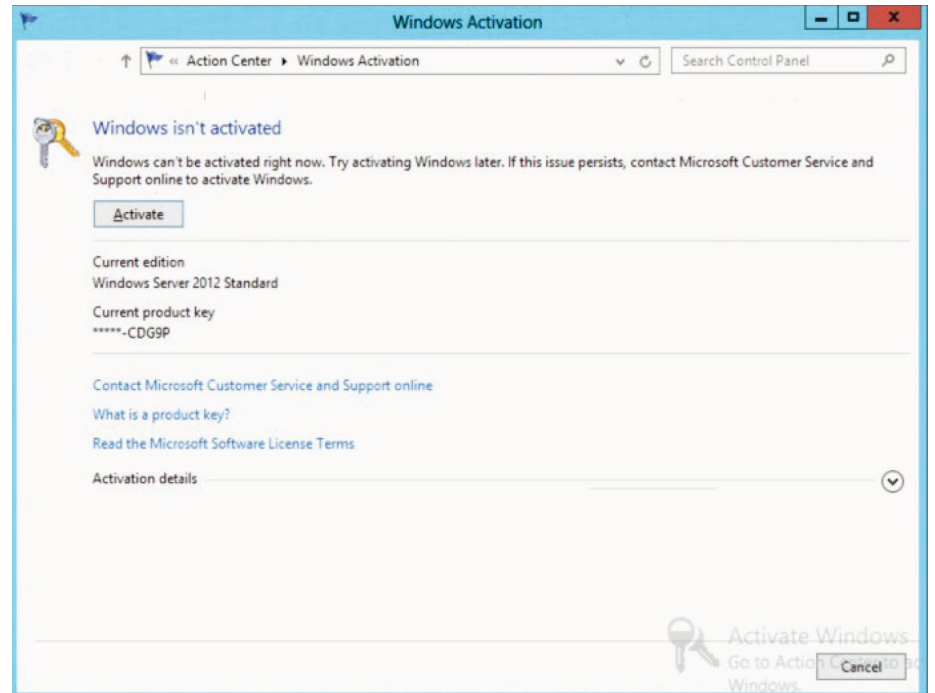 Windows Activation
« Action Center ▸ Windows Activation
Search Control Panel
Windows isn't activated
Windows can't be activated right now. Try activating Windows later. If this issue persists, contact Microsoft Customer Service and
Support online to activate Windows.
Activate
Current edition
Windows Server 2012 Standard
Current product key
*****-CDG9P
Contact Microsoft Customer Service and Support online
What is a product key?
Read the Microsoft Software License Terms
Activation details
Activate Windows
Go to Action
Cancel
Windows.